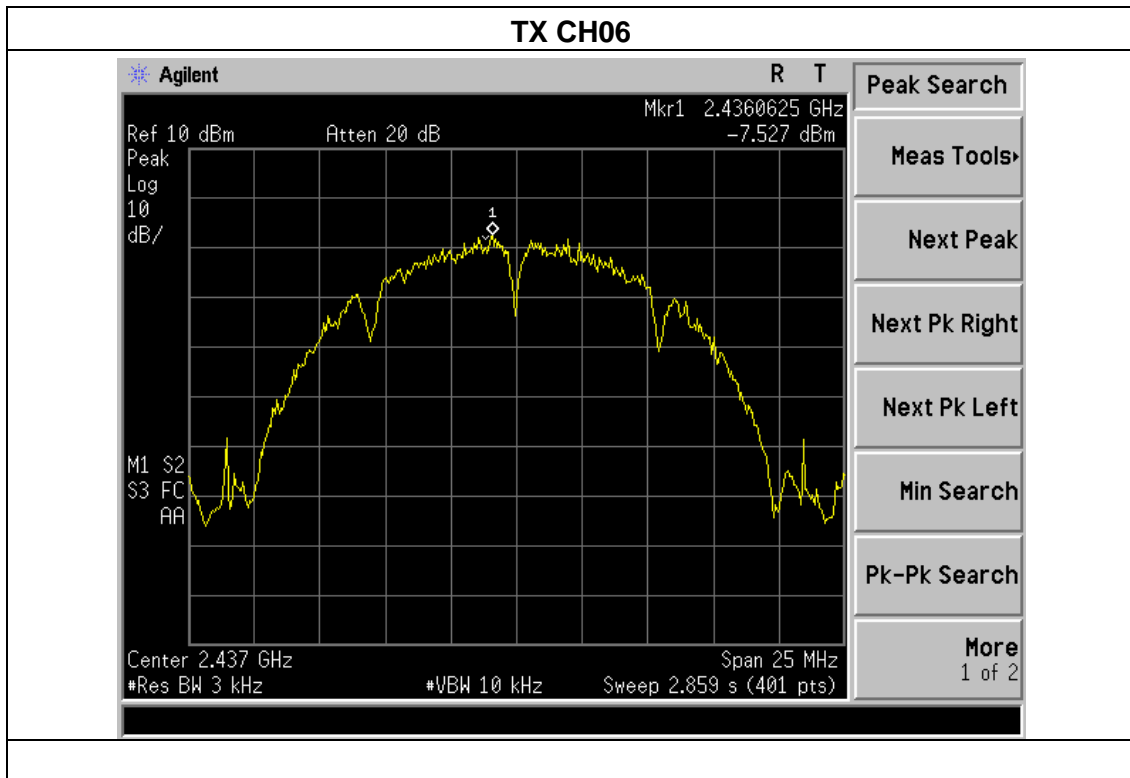 TX CH06
Agilent R T
Mkr1 2.4360625 GHz
Ref 10 dBm Atten 20 dB -7.527 dBm
Peak
Log
10
dB/
1
M1 S2
S3 FC
AA
Center 2.437 GHz Span 25 MHz
#Res BW 3 kHz #VBW 10 kHz Sweep 2.859 s (401 pts)
Peak Search
Meas Tools
Next Peak
Next Pk Right
Next Pk Left
Min Search
Pk-Pk Search
More
1 of 2